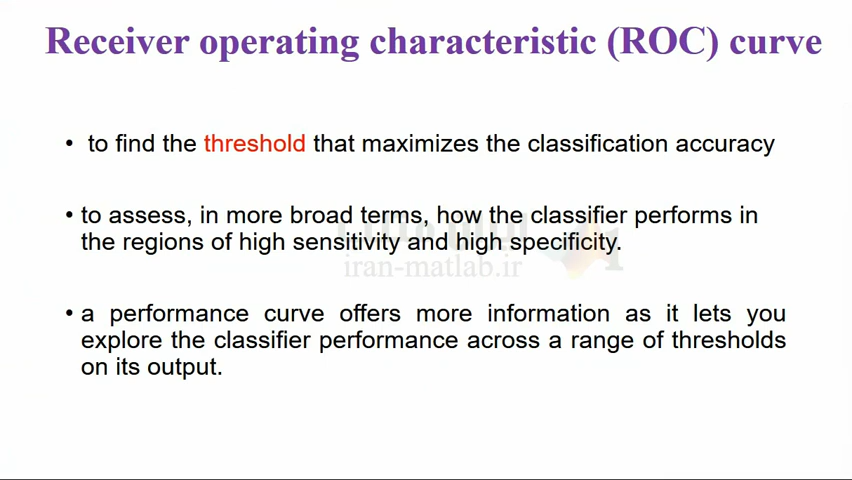 Receiver operating characteristic (ROC) curve
• to find the threshold that maximizes the classification accuracy
• to assess, in more broad terms, how the classifier performs in
the regions of high sensitivity and high specificity.
iran-matlab.ir
• a performance curve offers more information as it lets you
explore the classifier performance across a range of thresholds
on its output.